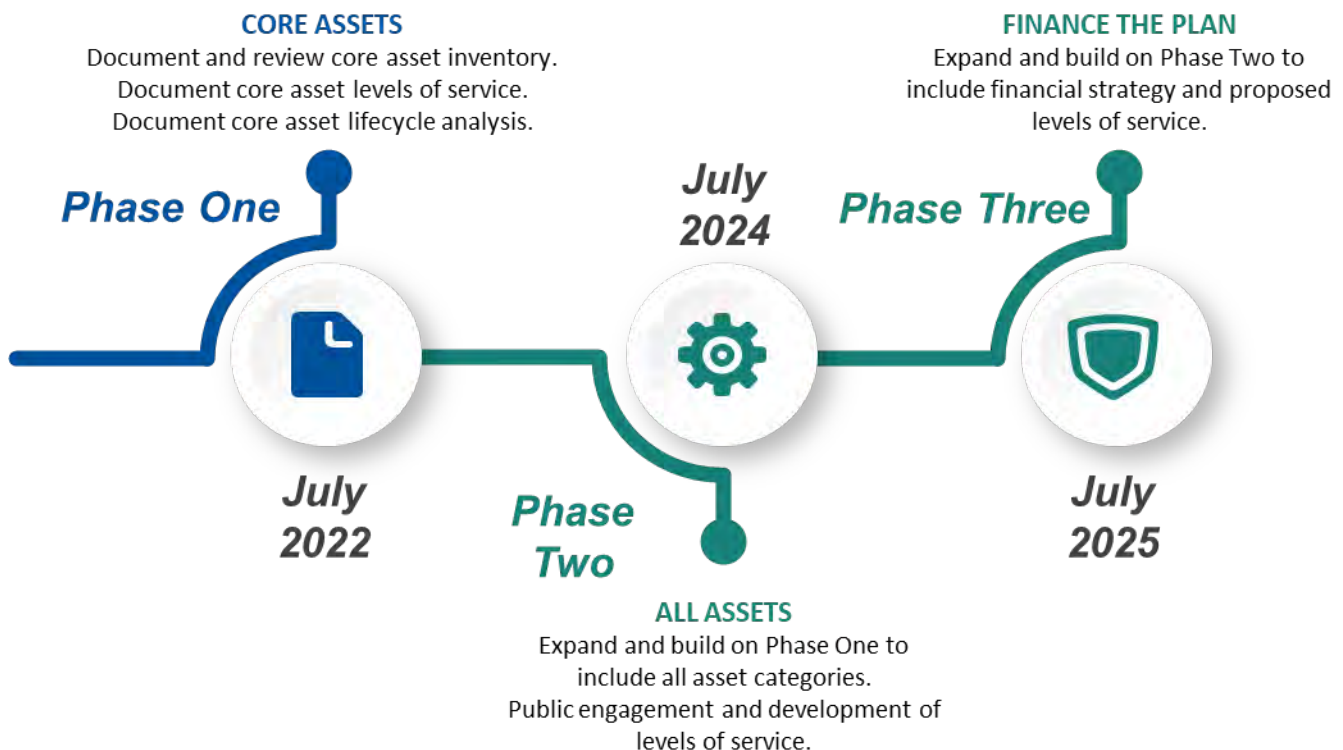 CORE ASSETS
Document and review core asset inventory.
Document core asset levels of service.
Document core asset lifecycle analysis.
Phase One
July
2022
July
2024
Phase
Two
ALL ASSETS
Expand and build on Phase One to
include all asset categories.
Public engagement and development of
levels of service.
FINANCE THE PLAN
Expand and build on Phase Two to
include financial strategy and proposed
levels of service.
Phase Three
July
2025